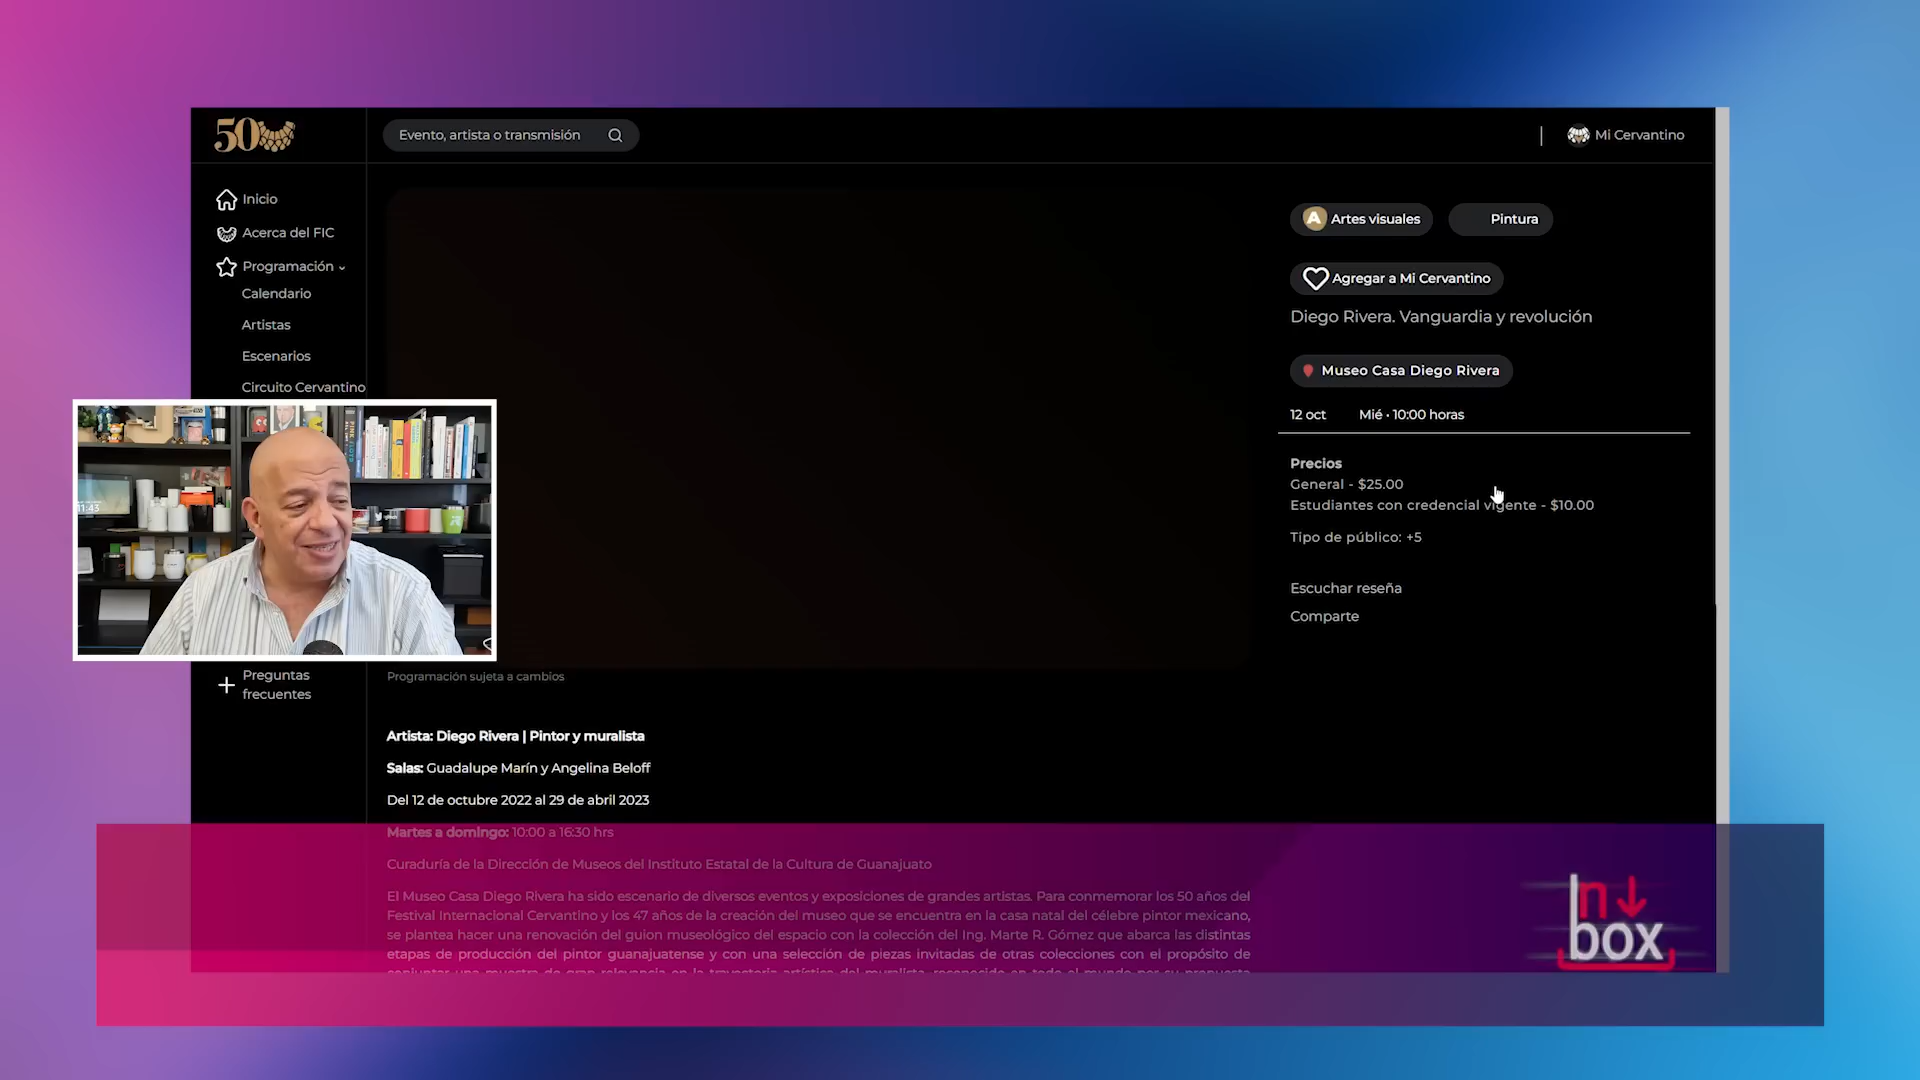 50
Evento, artista o transmisión
Mi Cervantino
Inicio
Acerca del FIC
Programación
Calendario
Artistas
Escenarios
Circuito Cervantino
Preguntas
frecuentes
A Artes visuales
Pintura
Agregar a Mi Cervantino
Diego Rivera. Vanguardia y revolución
Museo Casa Diego Rivera
12 oct Mié • 10:00 horas
Precios
General - $25.00
Estudiantes con credencial vigente - $10.00
Tipo de público: +5
Escuchar reseña
Comparte
11:43
Programación sujeta a cambios
Artista: Diego Rivera | Pintor y muralista
Salas: Guadalupe Marín y Angelina Beloff
Del 12 de octubre 2022 al 29 de abril 2023
Martes a domingo: 10:00 a 16:30 hrs
Curaduría de la Dirección de Museos del Instituto Estatal de la Cultura de Guanajuato
El Museo Casa Diego Rivera ha sido escenario de diversos eventos y exposiciones de grandes artistas. Para conmemorar los 50 años del
Festival Internacional Cervantino y los 47 años de la creación del museo que se encuentra en la casa natal del célebre pintor mexicano,
se plantea hacer una renovación del guion museológico del espacio con la colección del Ing. Marte R. Gómez que abarca las distintas
etapas de producción del pintor guanajuatense y con una selección de piezas invitadas de otras colecciones con el propósito de
In
box